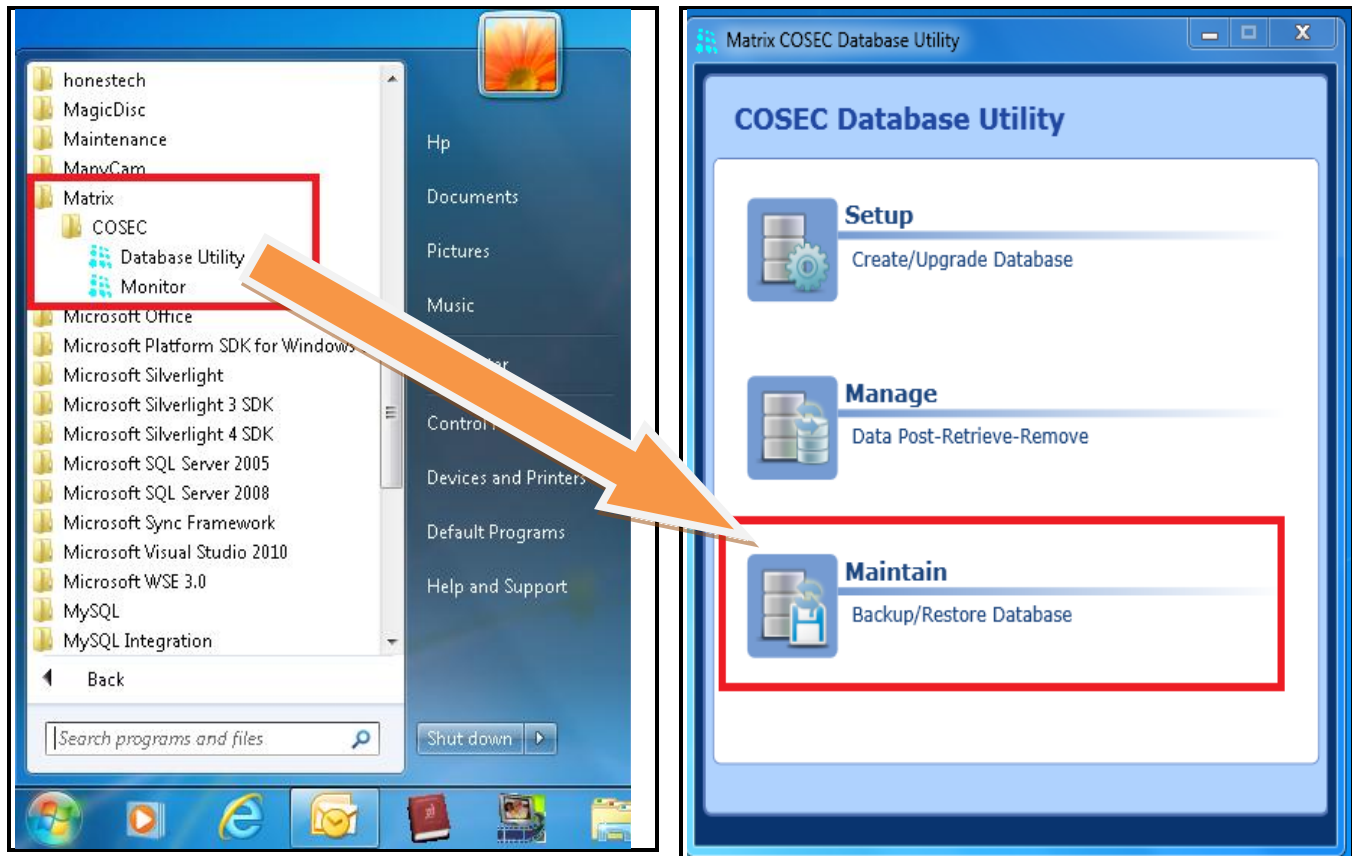 honestech
MagicDisc
Maintenance
ManyCam
Matrix
COSEC
Database Utility
Monitor
Microsoft Office
Microsoft Platform SDK for Windows
Microsoft Silverlight
Microsoft Silverlight 3 SDK
Microsoft Silverlight 4 SDK
Microsoft SQL Server 2005
Microsoft SQL Server 2008
Microsoft Sync Framework
Microsoft Visual Studio 2010
Microsoft WSE 3.0
MySQL
MySQL Integration
Back
Search programs and files
Hp
Documents
Pictures
Music
Control
Devices and Printers
Default Programs
Help and Support
Shut down
Matrix COSEC Database Utility
COSEC Database Utility
Setup
Create/Upgrade Database
Manage
Data Post-Retrieve-Remove
Maintain
Backup/Restore Database